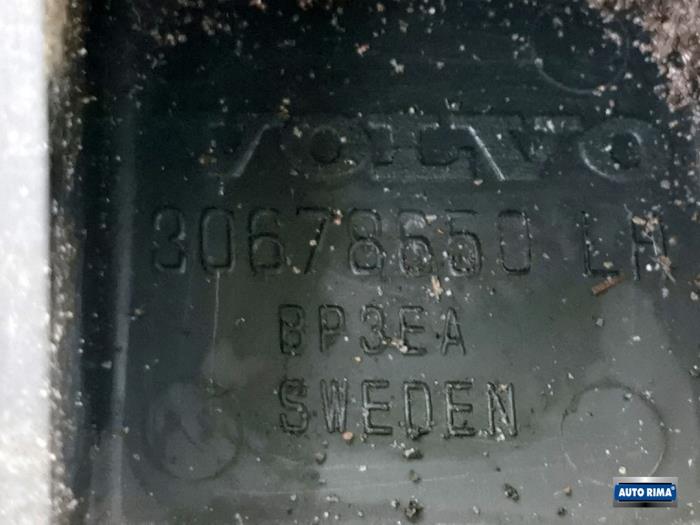 VOLVO
30678650 LH
BP3EA
SWEDEN
AUTO RIMA